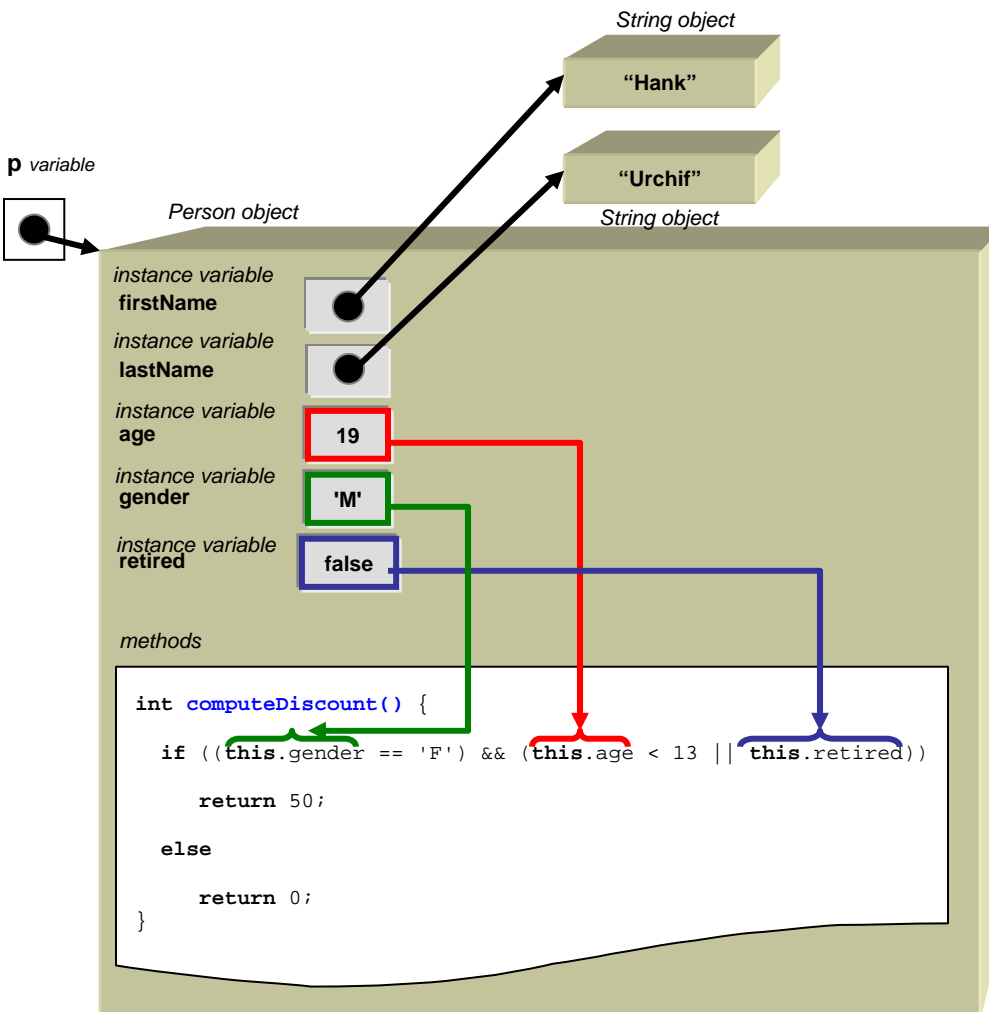 String object
“Hank”
“Urchif”
String object
p variable
Person object
instance variable
firstName
instance variable
lastName
instance variable
age
19
instance variable
gender
'M'
instance variable
retired
false
methods
int computeDiscount() {
if ((this.gender == 'F') && (this.age < 13 || this.retired))
return 50;
else
return 0;
}